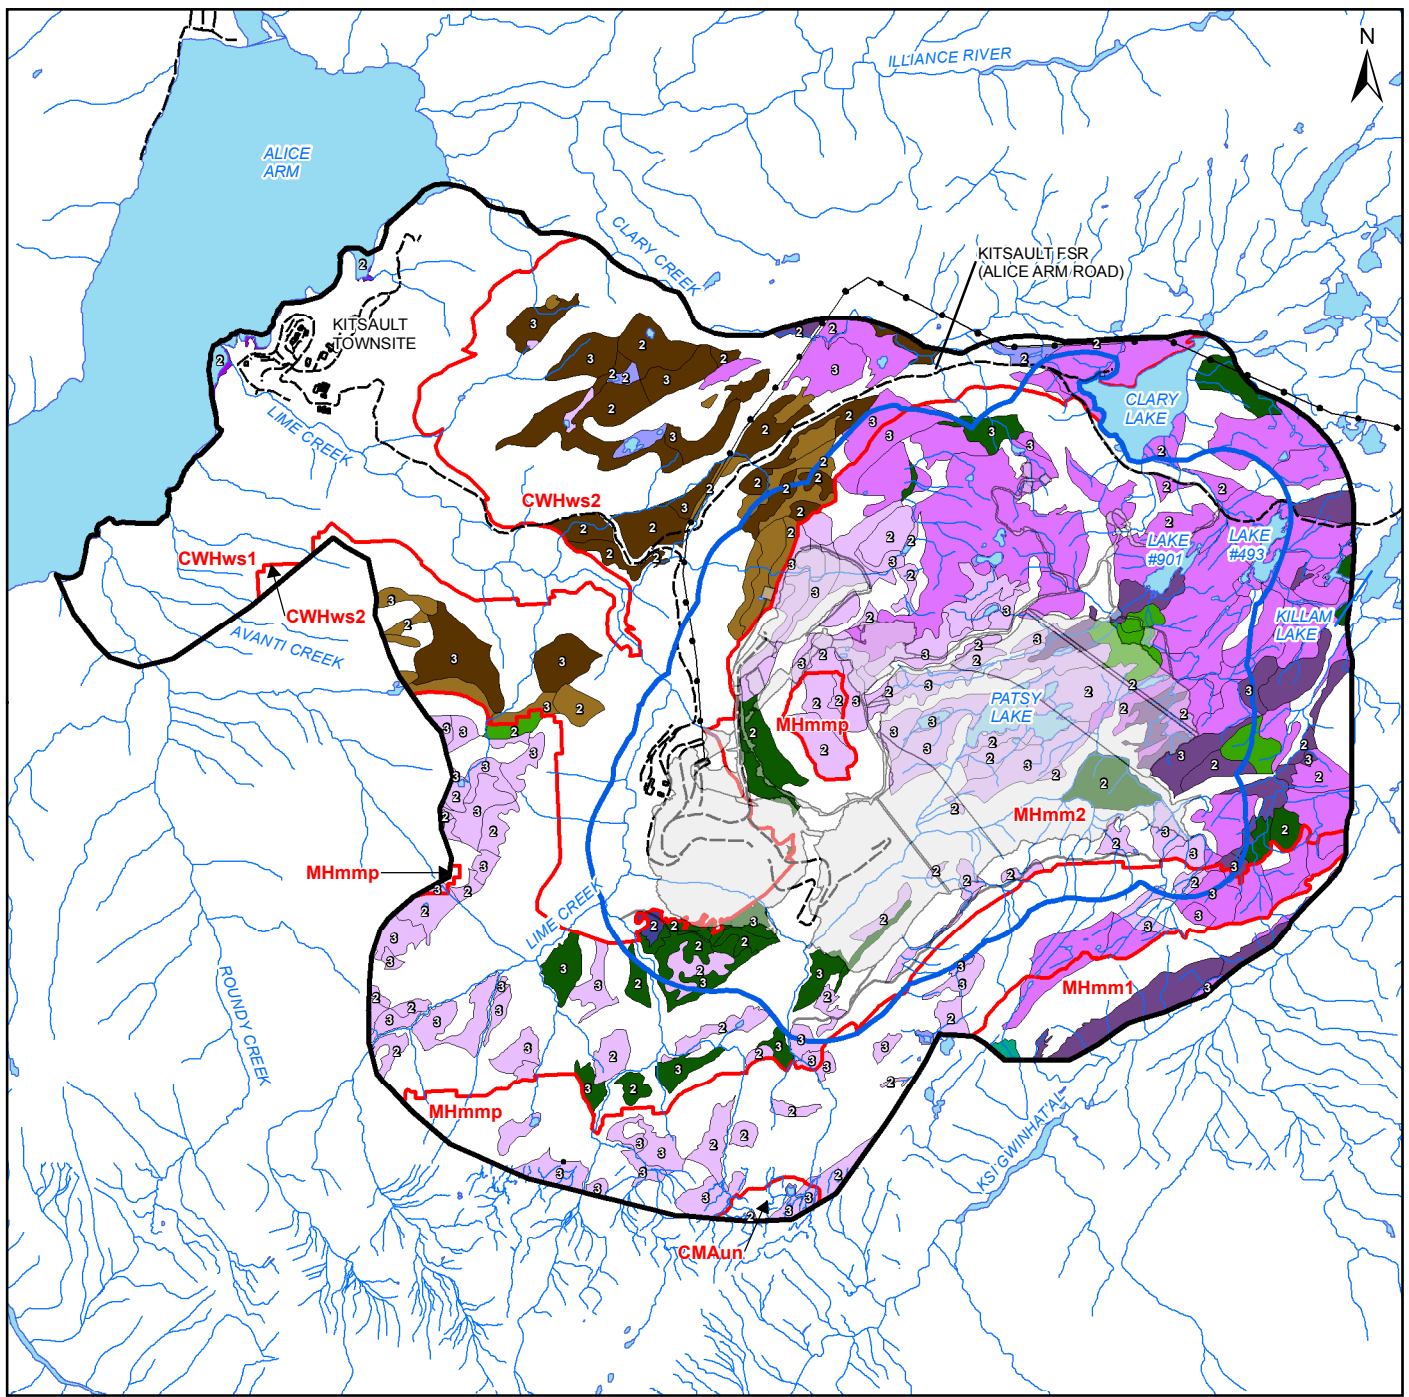 N
ILLIANCE RIVER
ALICE
ARM
CLARY CREEK
KITSAULT FSR
(ALICE ARM ROAD)
KITSAULT
TOWNSITE
CLARY
LAKE
LIME CREEK
CWHws2
CWHws1
LAKE
#901
LAKE
#493
CWHws2
AVANTI CREEK
KILLAM
LAKE
PATSY
LAKE
MHmmp
MHmm2
MHmmp
LIME CREEK
MHmm1
ROUNDY CREEK
MHmmp
KSI GWINHAT'AL
CMAun